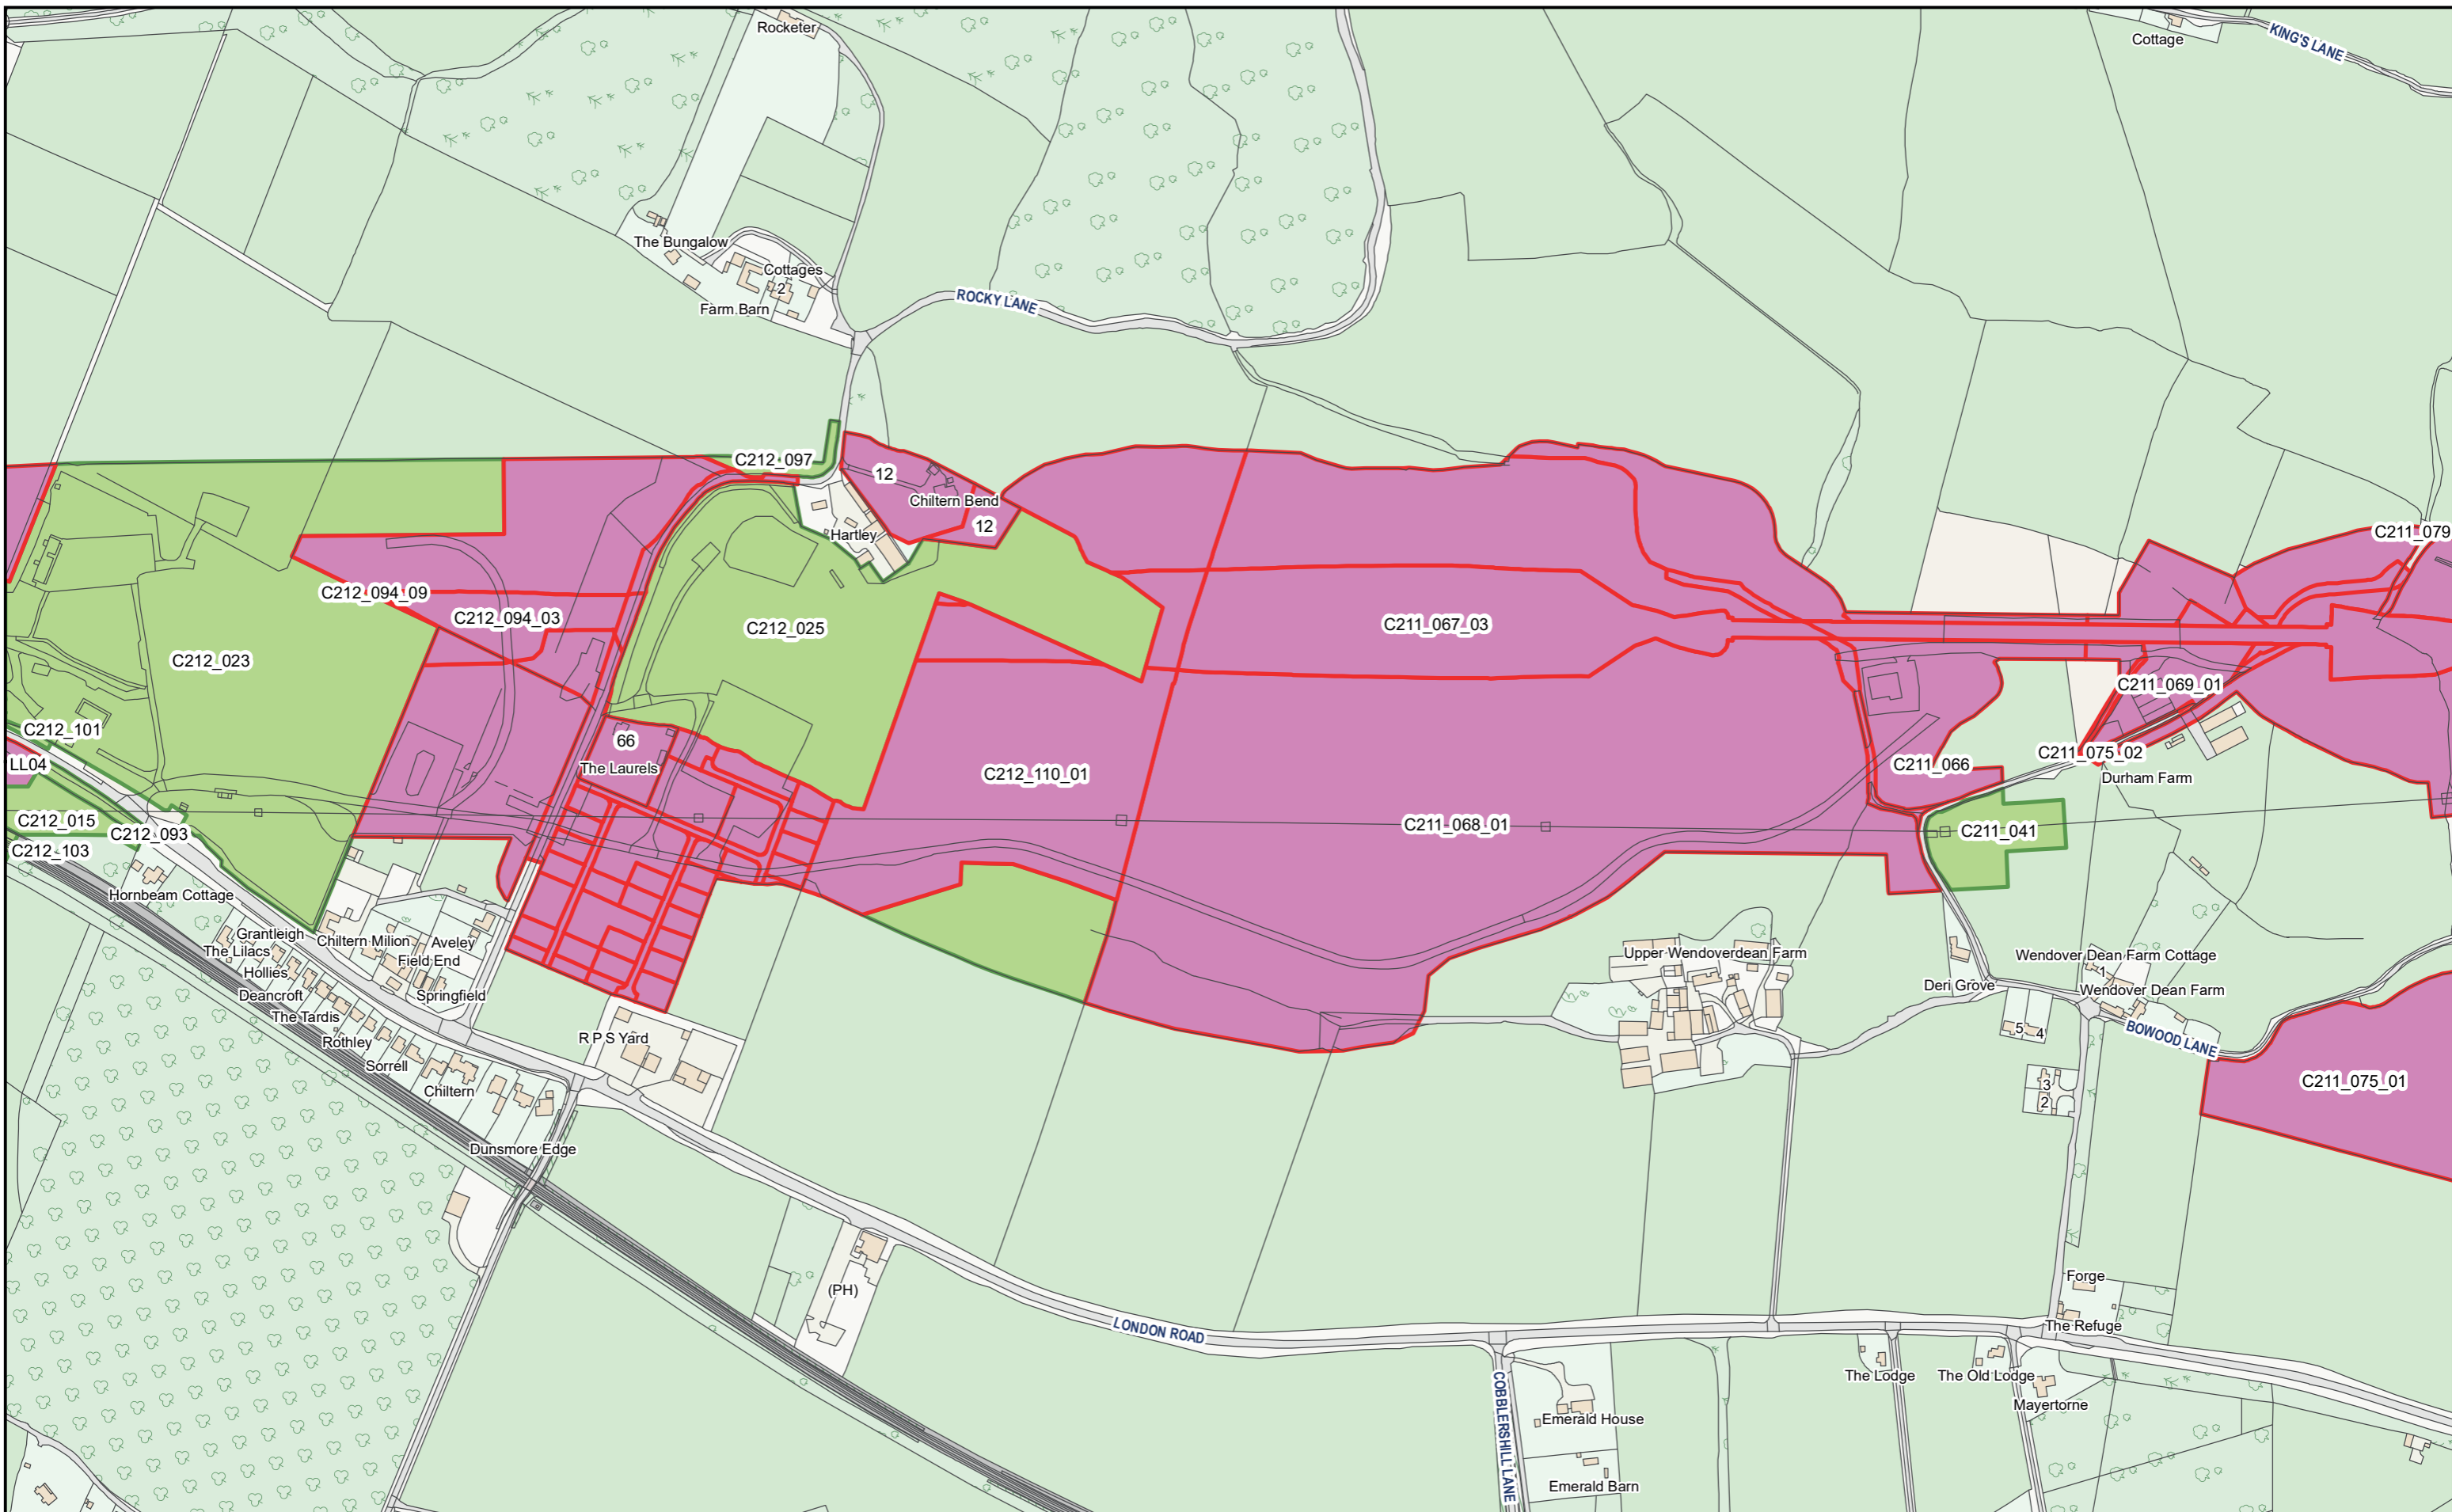 Rocketer
Cottage
KING'S LANE
The Bungalow
Cottages
2
Farm Barn
ROCKY LANE
C212_097
12
Chiltern Bend
12
Hartley
C211_079
C212_094_09
C212_094_03
C212_025
C211_067_03
C212_023
C211_069_01
C212_101
66
LL04
The Laurels
C212_110_01
C211_066
C211_075_02
Durham Farm
C212_015
C212_093
C211_068_01
C211_041
C212_103
Hornbeam Cottage
Grantleigh
The Lilacs
Chiltern Milion
Aveley
Field End
Hollies
Deancroft
Springfield
The Tardis
Rothley
Sorrell
Chiltern
R P S Yard
Upper Wendoverdean Farm
Wendover Dean Farm Cottage
1
Deri Grove
Wendover Dean Farm
5
4
BOWOOD LANE
3
2
C211_075_01
Dunsmore Edge
(PH)
Forge
LONDON ROAD
The Refuge
The Lodge
The Old Lodge
Mayertorne
COBBLERSHILL LANE
Emerald House
Emerald Barn